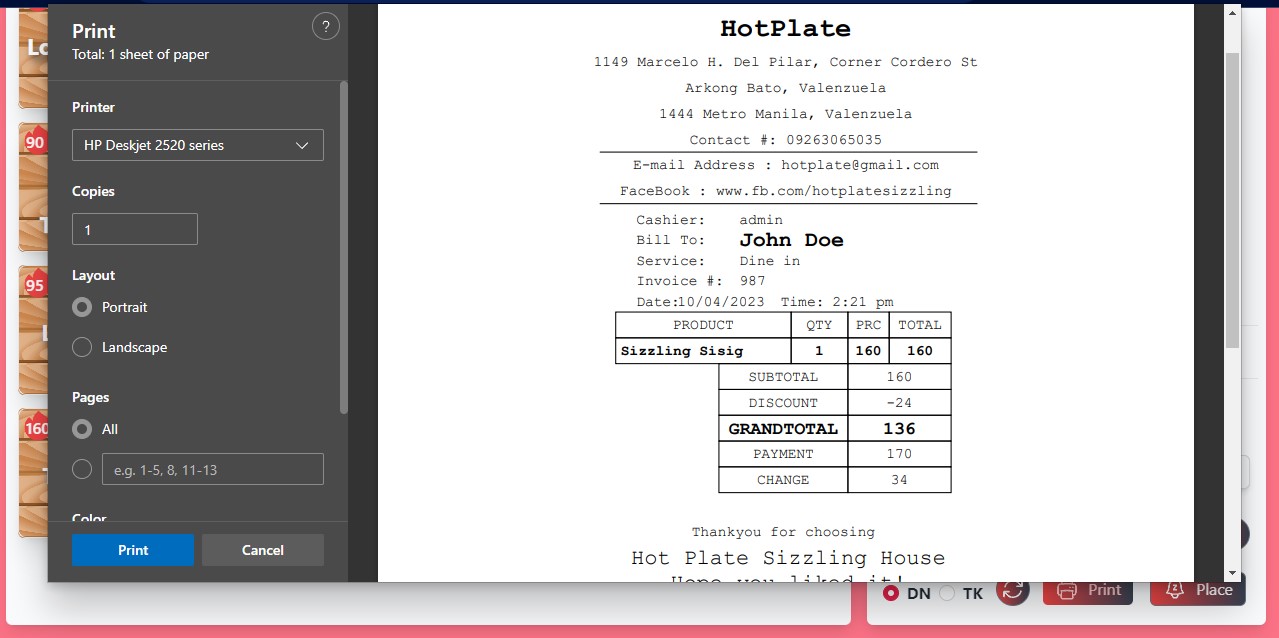 Print
Total: 1 sheet of paper
?
Printer
HP Deskjet 2520 series
Copies
1
Layout
Portrait
Landscape
Pages
All
e.g. 1-5, 8, 11-13
Color
Print
Cancel
90
95
160
HotPlate
1149 Marcelo H. Del Pilar, Corner Cordero St
Arkong Bato, Valenzuela
1444 Metro Manila, Valenzuela
Contact #: 09263065035
E-mail Address : hotplate@gmail.com
FaceBook : www.fb.com/hotplatesizzling
Cashier: admin
Bill To: John Doe
Service: Dine in
Invoice #: 987
Date:10/04/2023 Time: 2:21 pm
PRODUCT QTY PRC TOTAL
Sizzling Sisig 1 160 160
SUBTOTAL 160
DISCOUNT -24
GRANDTOTAL 136
PAYMENT 170
CHANGE 34
Thankyou for choosing
Hot Plate Sizzling House
Hope you liked it!
DN TK Print Place